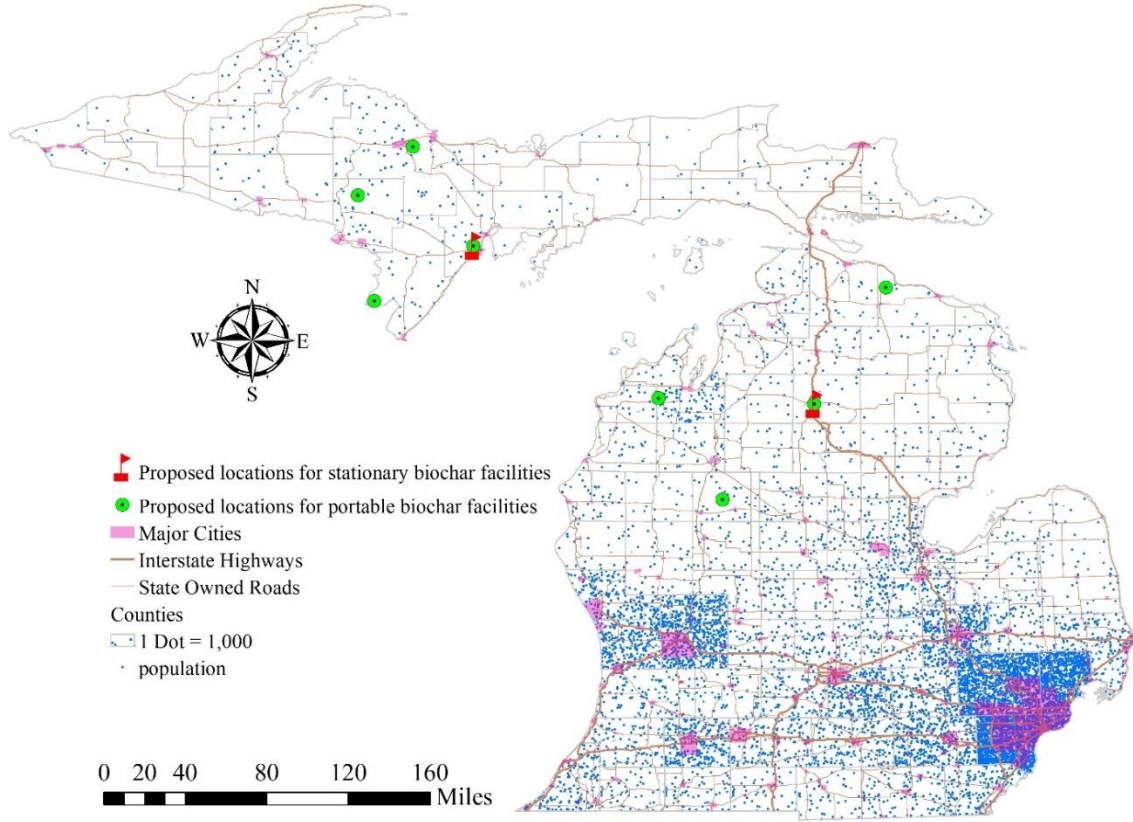 N
W E
S
Proposed locations for stationary biochar facilities
Proposed locations for portable biochar facilities
Major Cities
Interstate Highways
State Owned Roads
Counties
1 Dot = 1,000
population
0 20 40 80 120 160
Miles